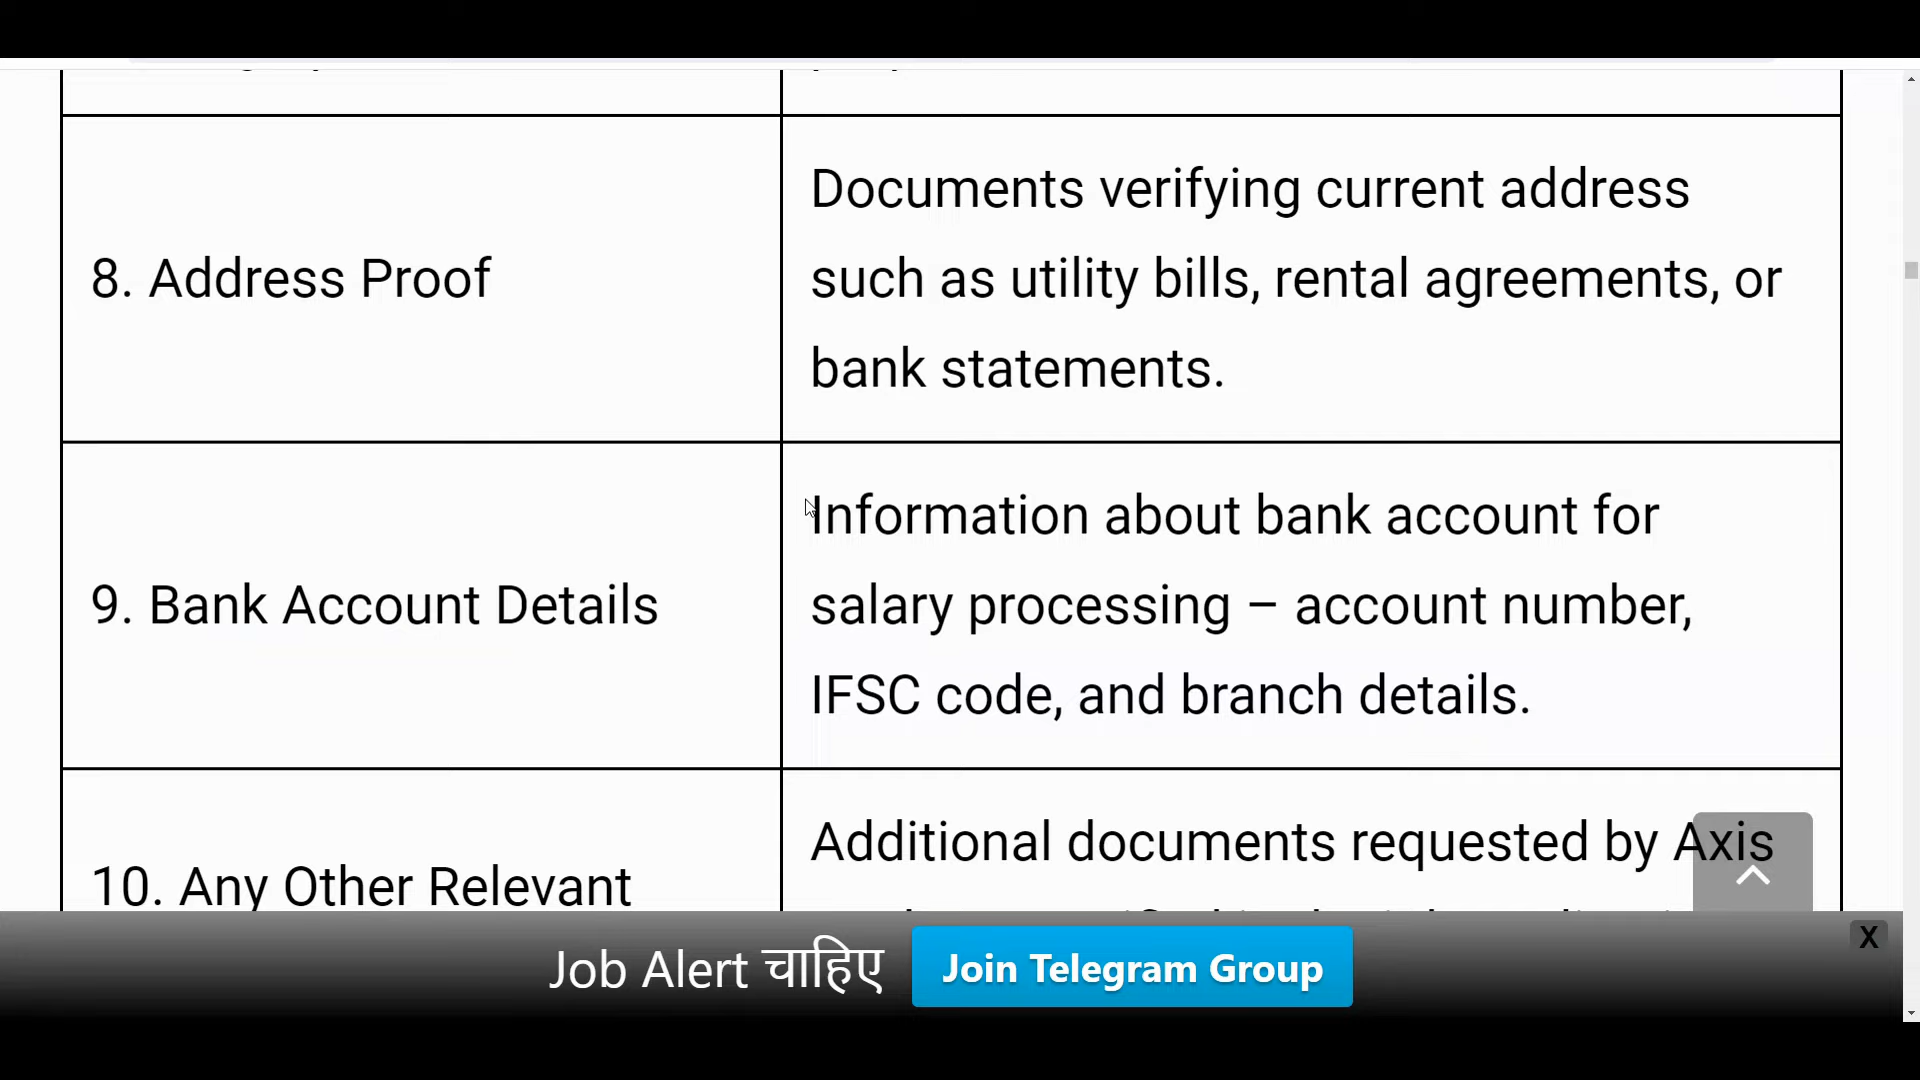 8. Address Proof
Documents verifying current address
such as utility bills, rental agreements, or
bank statements.
9. Bank Account Details
Information about bank account for
salary processing – account number,
IFSC code, and branch details.
10. Any Other Relevant
Additional documents requested by Axis
Job Alert चाहिए
Join Telegram Group
X